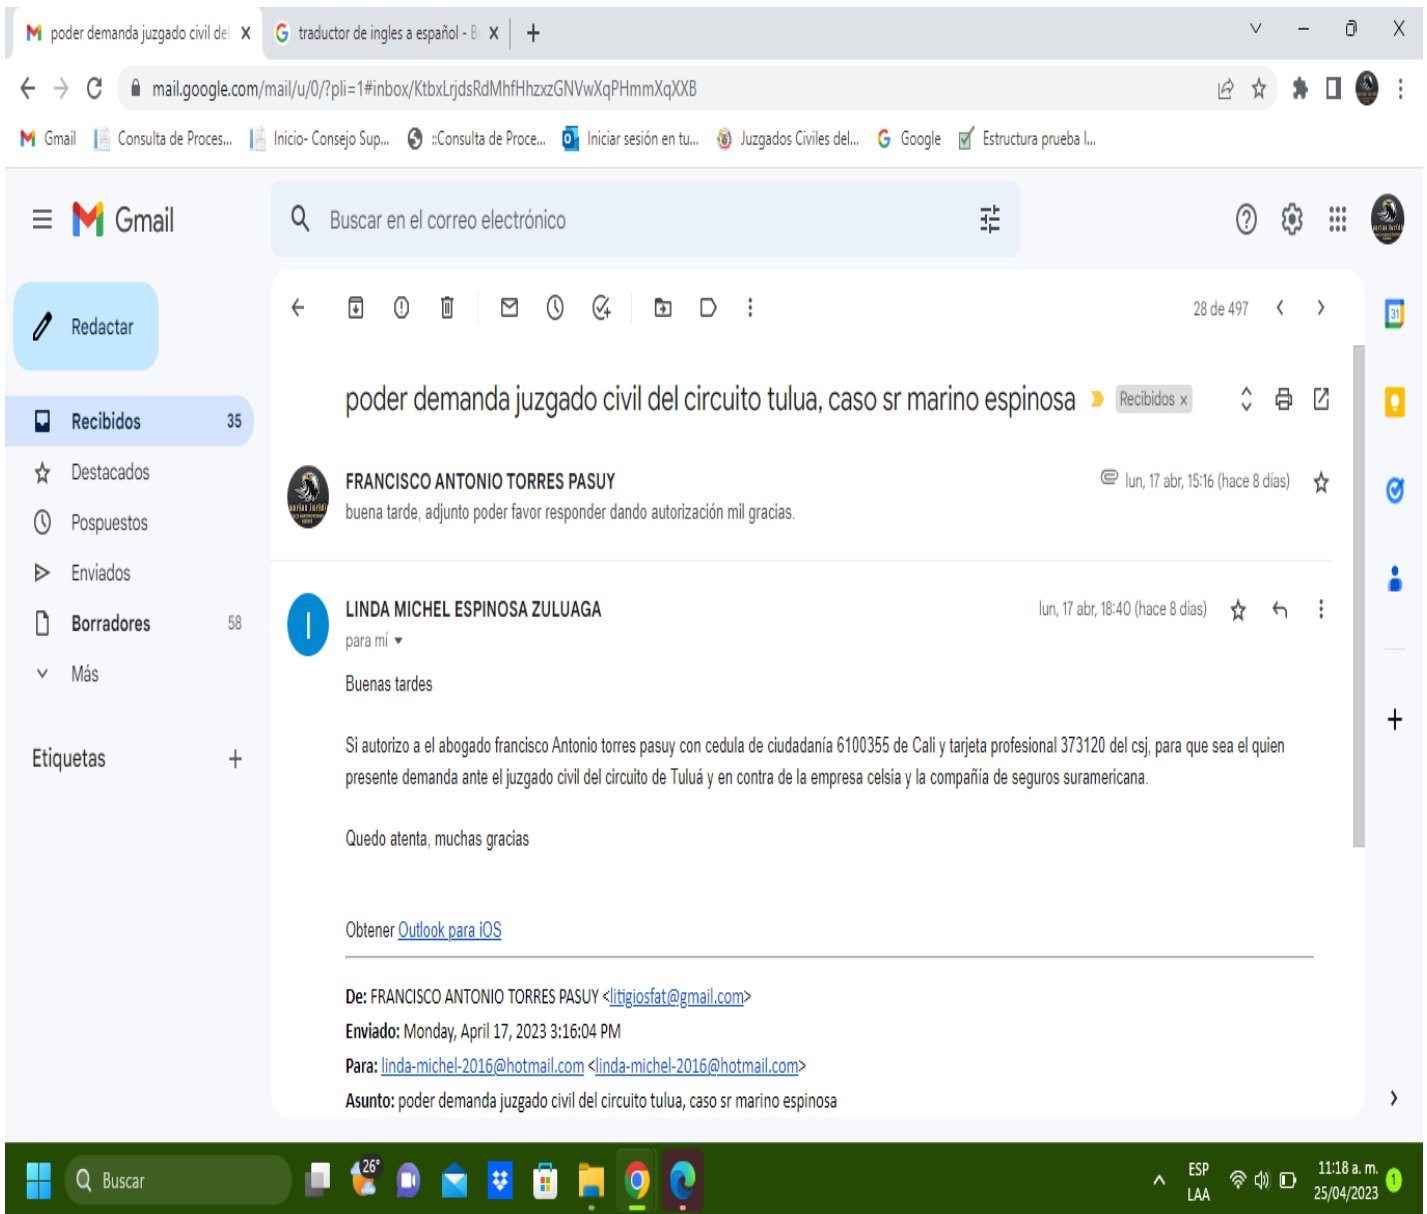 poder demanda juzgado civil del
traductor de ingles a español - B
mail.google.com/mail/u/0/?pli=1#inbox/KtbxLrjdsRdMhfHhzxzGNVwXqPHmmXqXXB
Gmail Consulta de Proces... Inicio- Consejo Sup... ::Consulta de Proce... Iniciar sesión en tu... Juzgados Civiles del... Google Estructura prueba l...
Gmail
Buscar en el correo electrónico
Redactar
28 de 497
31
poder demanda juzgado civil del circuito tulua, caso sr marino espinosa Recibidos x
Recibidos 35
Destacados
Pospuestos
Enviados
Borradores 58
Más
Etiquetas +
FRANCISCO ANTONIO TORRES PASUY lun, 17 abr, 15:16 (hace 8 días)
buena tarde, adjunto poder favor responder dando autorización mil gracias.
I
LINDA MICHEL ESPINOSA ZULUAGA lun, 17 abr, 18:40 (hace 8 días)
para mí
Buenas tardes
Si autorizo a el abogado francisco Antonio torres pasuy con cedula de ciudadanía 6100355 de Cali y tarjeta profesional 373120 del csj, para que sea el quien
presente demanda ante el juzgado civil del circuito de Tuluá y en contra de la empresa celsia y la compañía de seguros suramericana.
Quedo atenta, muchas gracias
Obtener Outlook para iOS
De: FRANCISCO ANTONIO TORRES PASUY <litigiosfat@gmail.com>
Enviado: Monday, April 17, 2023 3:16:04 PM
Para: linda-michel-2016@hotmail.com <linda-michel-2016@hotmail.com>
Asunto: poder demanda juzgado civil del circuito tulua, caso sr marino espinosa
Buscar
26°
ESP
LAA
11:18 a. m.
25/04/2023
1